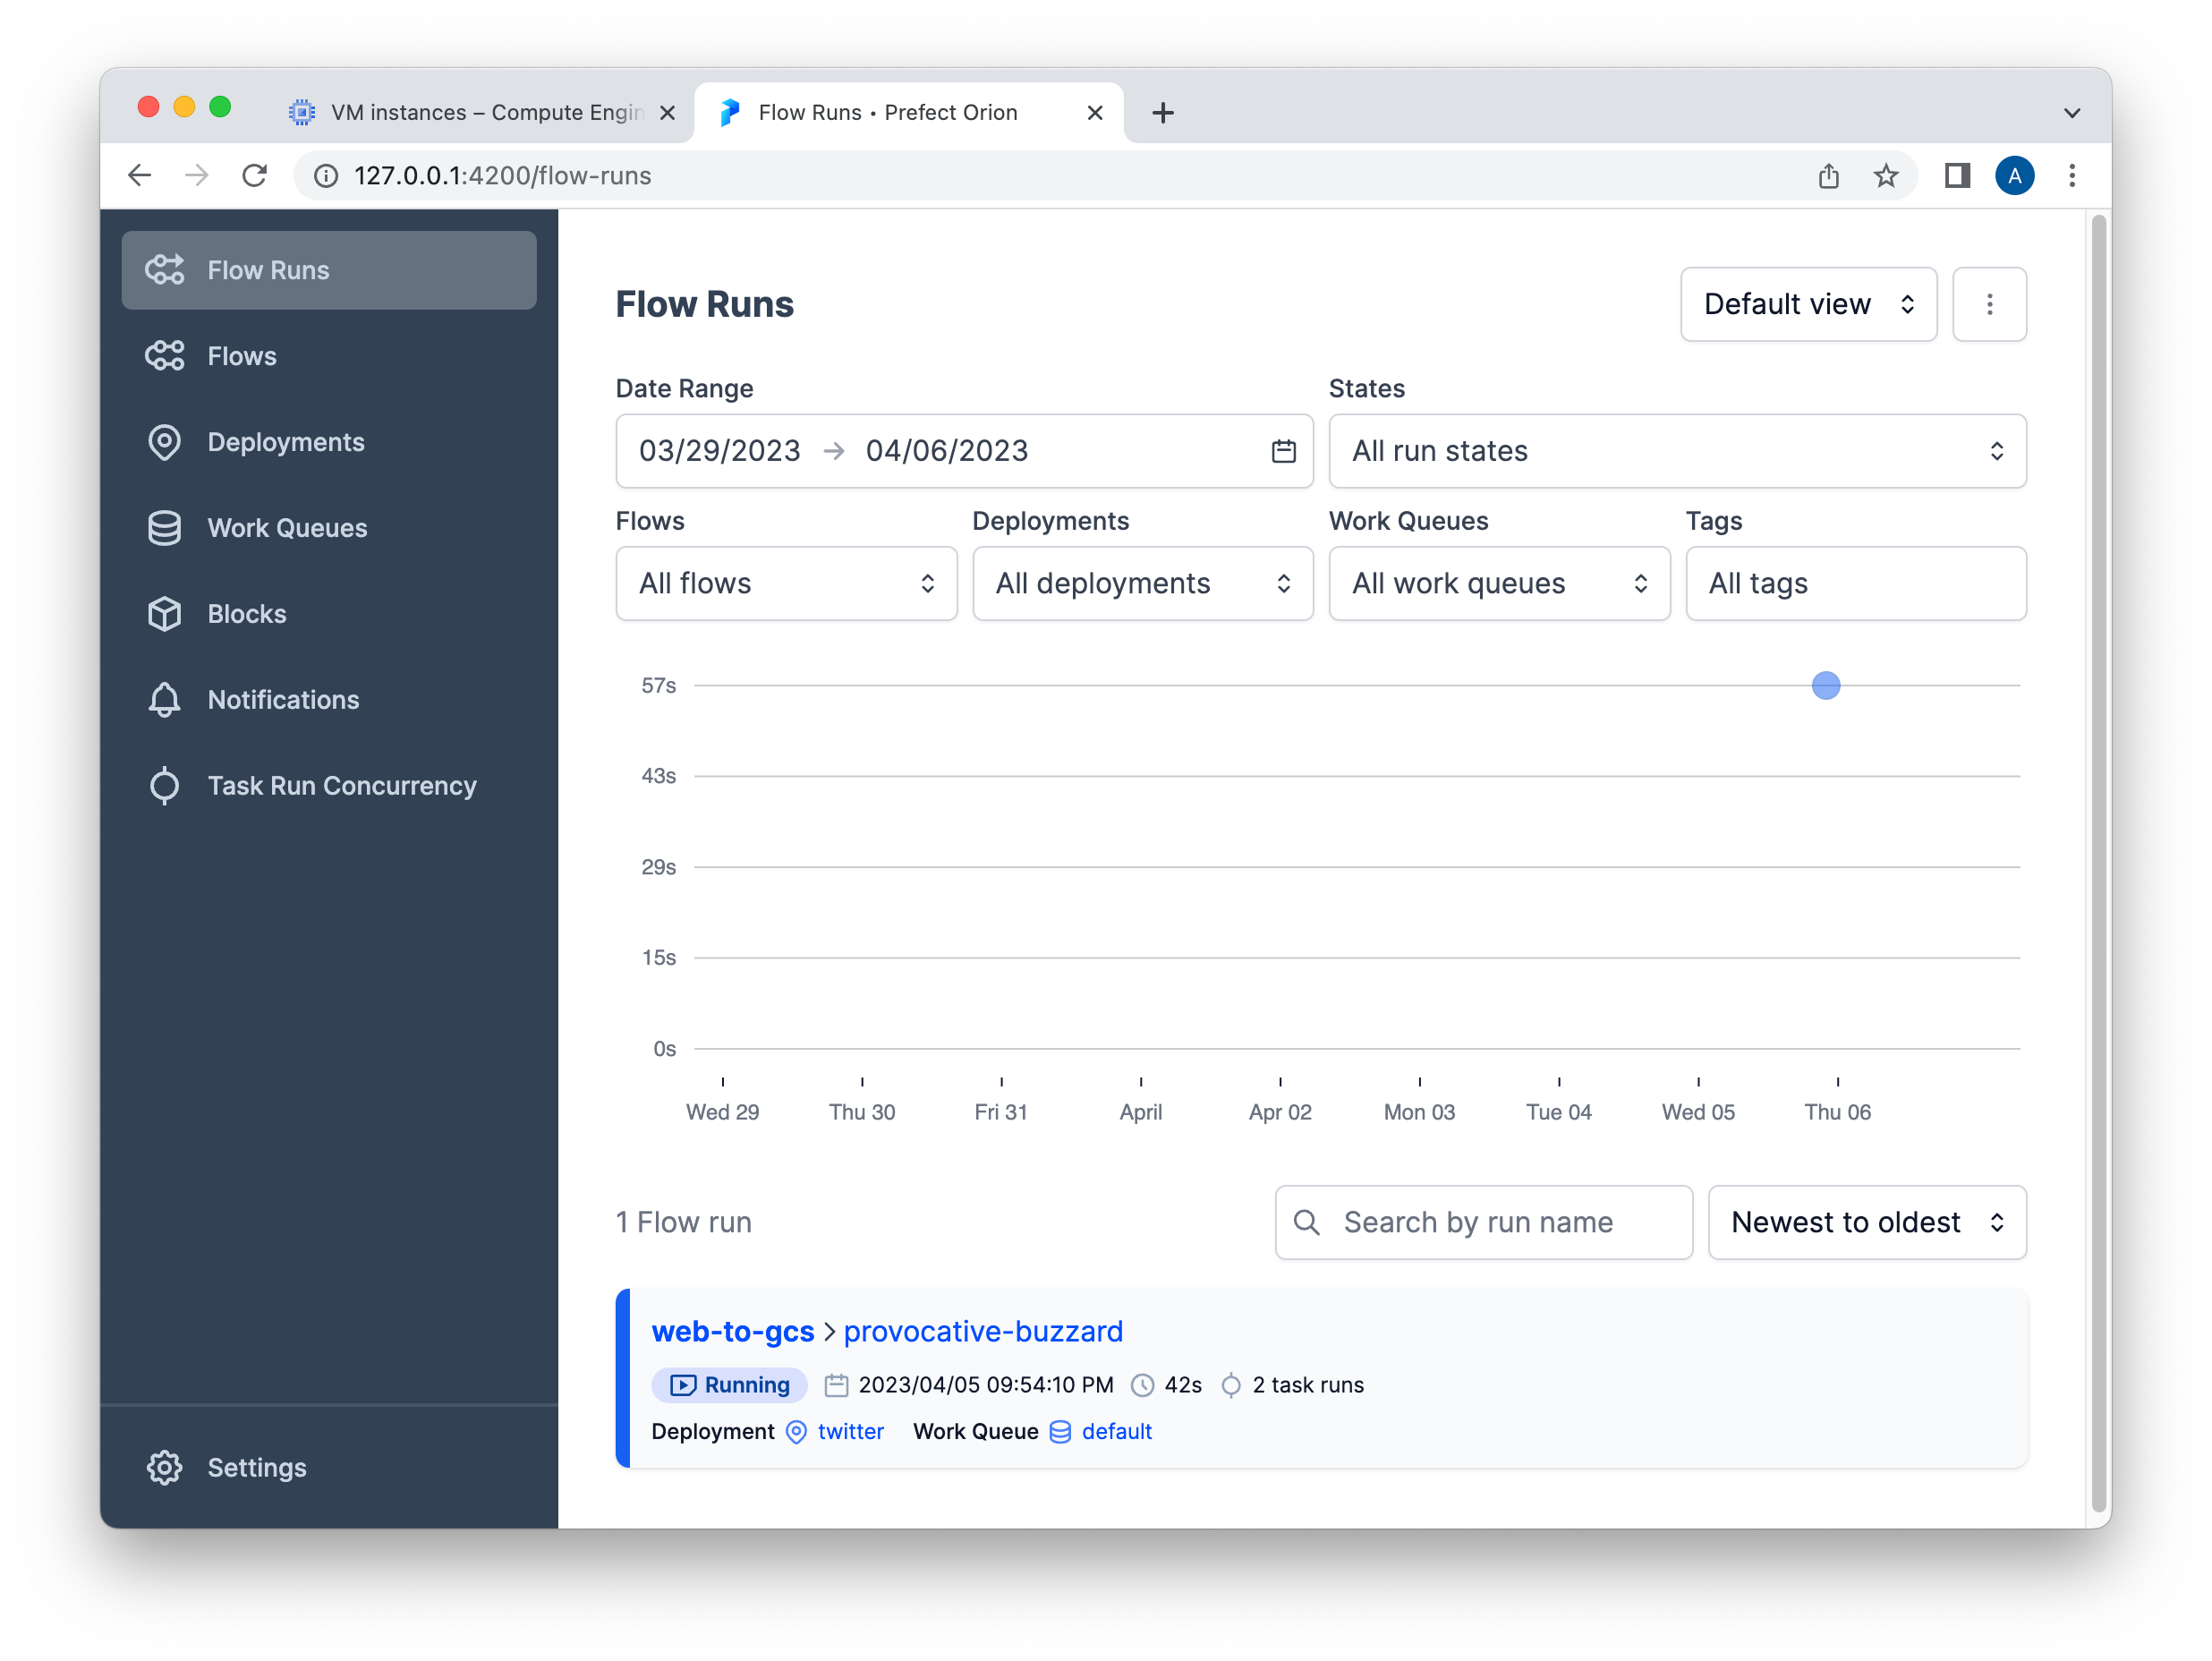 VM instances – Compute Engin
Flow Runs • Prefect Orion
127.0.0.1:4200/flow-runs
A
Flow Runs
Flows
Deployments
Work Queues
Blocks
Notifications
Task Run Concurrency
Settings
Flow Runs
Default view
Date Range
States
03/29/2023 → 04/06/2023
All run states
Flows
Deployments
Work Queues
Tags
All flows
All deployments
All work queues
All tags
57s
43s
29s
15s
0s
Wed 29
Thu 30
Fri 31
April
Apr 02
Mon 03
Tue 04
Wed 05
Thu 06
1 Flow run
Search by run name
Newest to oldest
web-to-gcs > provocative-buzzard
Running 2023/04/05 09:54:10 PM 42s 2 task runs
Deployment twitter Work Queue default